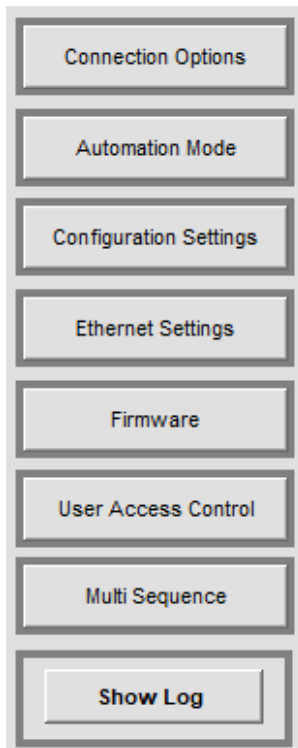 Connection Options
Automation Mode
Configuration Settings
Ethernet Settings
Firmware
User Access Control
Multi Sequence
Show Log